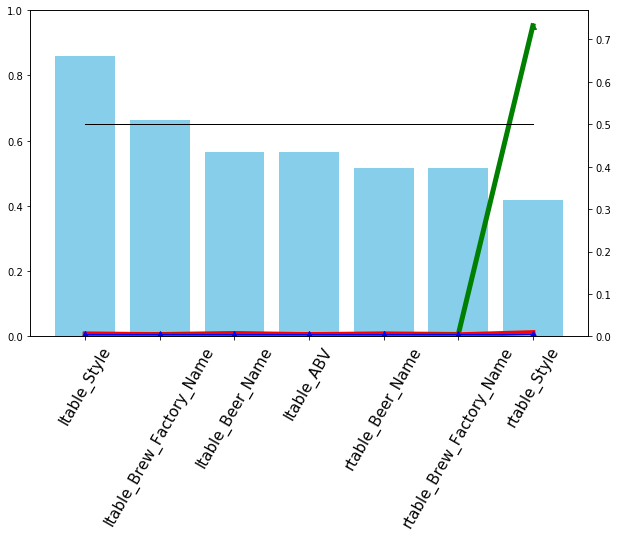 1.0
0.8
0.6
0.4
0.2
0.0
0.7
0.6
0.5
0.4
0.3
0.2
0.1
0.0
ltable_Style
ltable_Brew_Factory_Name
ltable_Beer_Name
ltable_ABV
rtable_Beer_Name
rtable_Brew_Factory_Name
rtable_Style